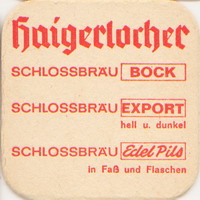 Haigerlocher
SCHLOSSBRÄU BOCK
SCHLOSSBRÄU EXPORT
hell u. dunkel
SCHLOSSBRÄU Edel Pils
in Faß und Flaschen